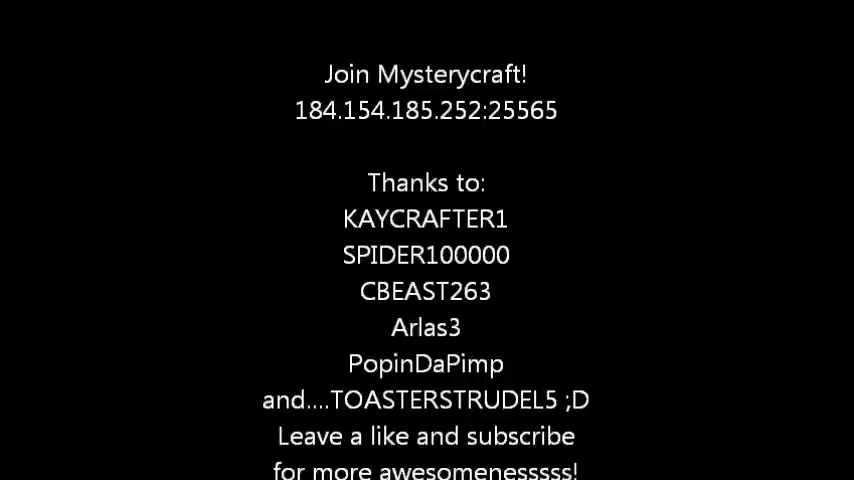 Join Mysterycraft!
184.154.185.252:25565
Thanks to:
KAYCRAFTER1
SPIDER100000
CBEAST263
Arlas3
PopinDaPimp
and....TOASTERSTRUDEL5 ;D
Leave a like and subscribe
for more awesomenesssss!